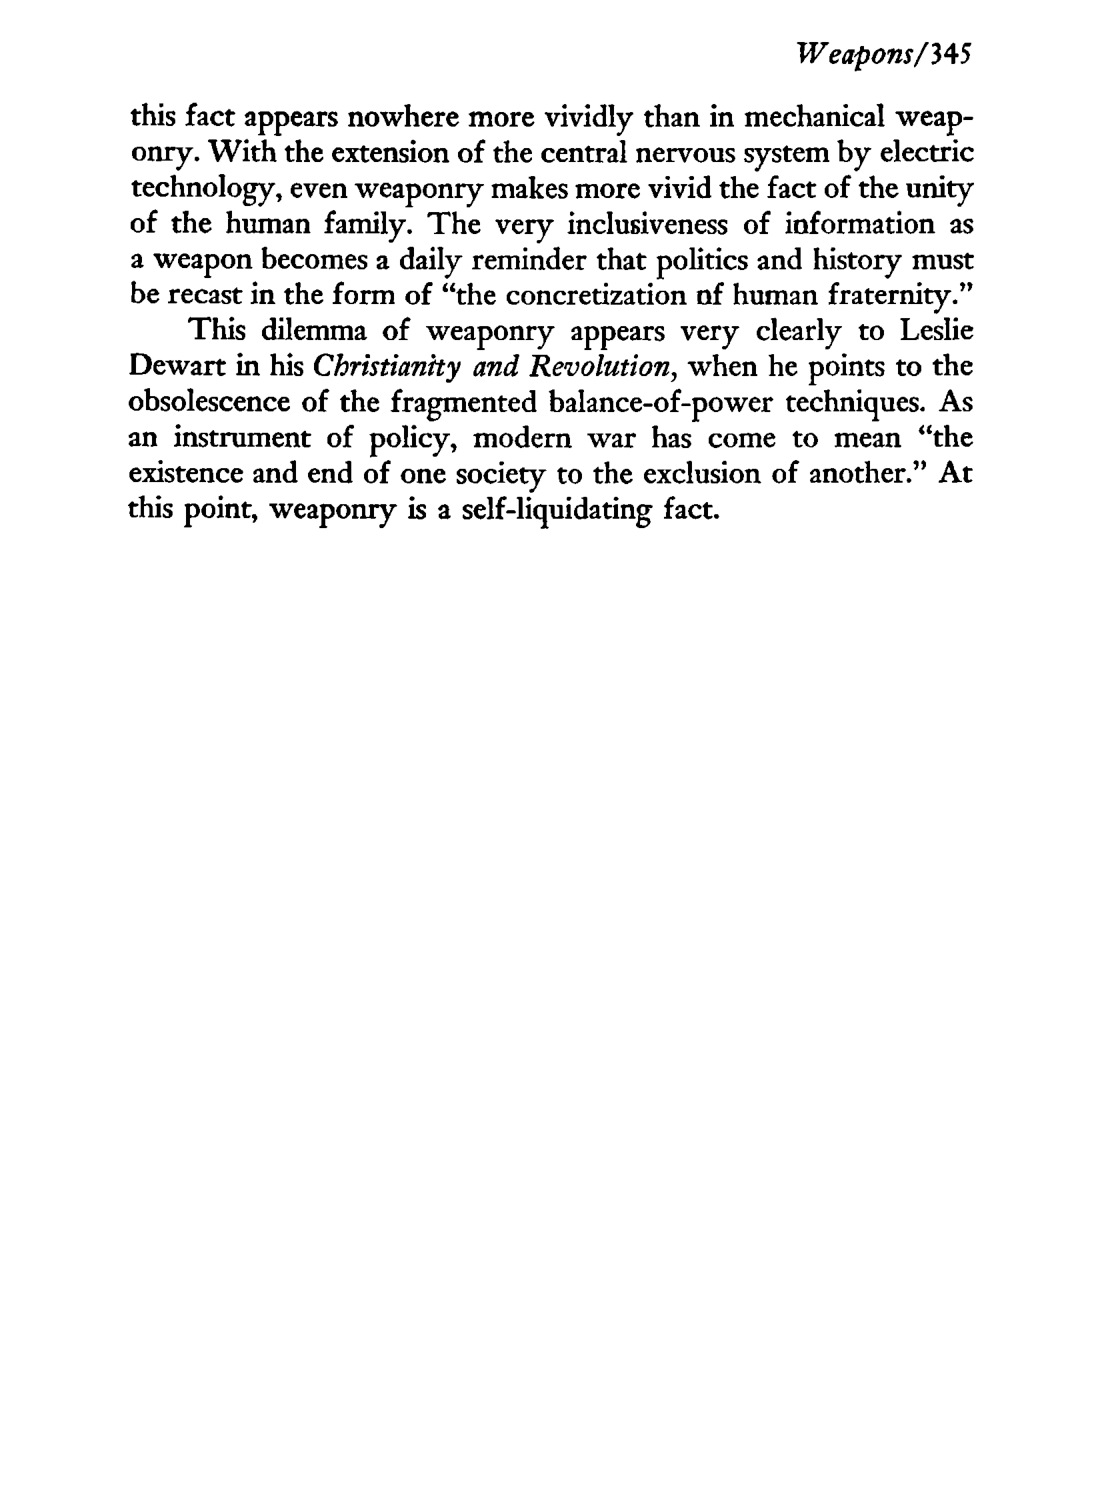 Weapons/345
this fact appears nowhere more vividly than in mechanical weap-
onry. With the extension of the central nervous system by electric
technology, even weaponry makes more vivid the fact of the unity
of the human family. The very inclusiveness of information as
a weapon becomes a daily reminder that politics and history must
be recast in the form of “the concretization of human fraternity.”
This dilemma of weaponry appears very clearly to Leslie
Dewart in his Christianity and Revolution, when he points to the
obsolescence of the fragmented balance-of-power techniques. As
an instrument of policy, modern war has come to mean “the
existence and end of one society to the exclusion of another.” At
this point, weaponry is a self-liquidating fact.